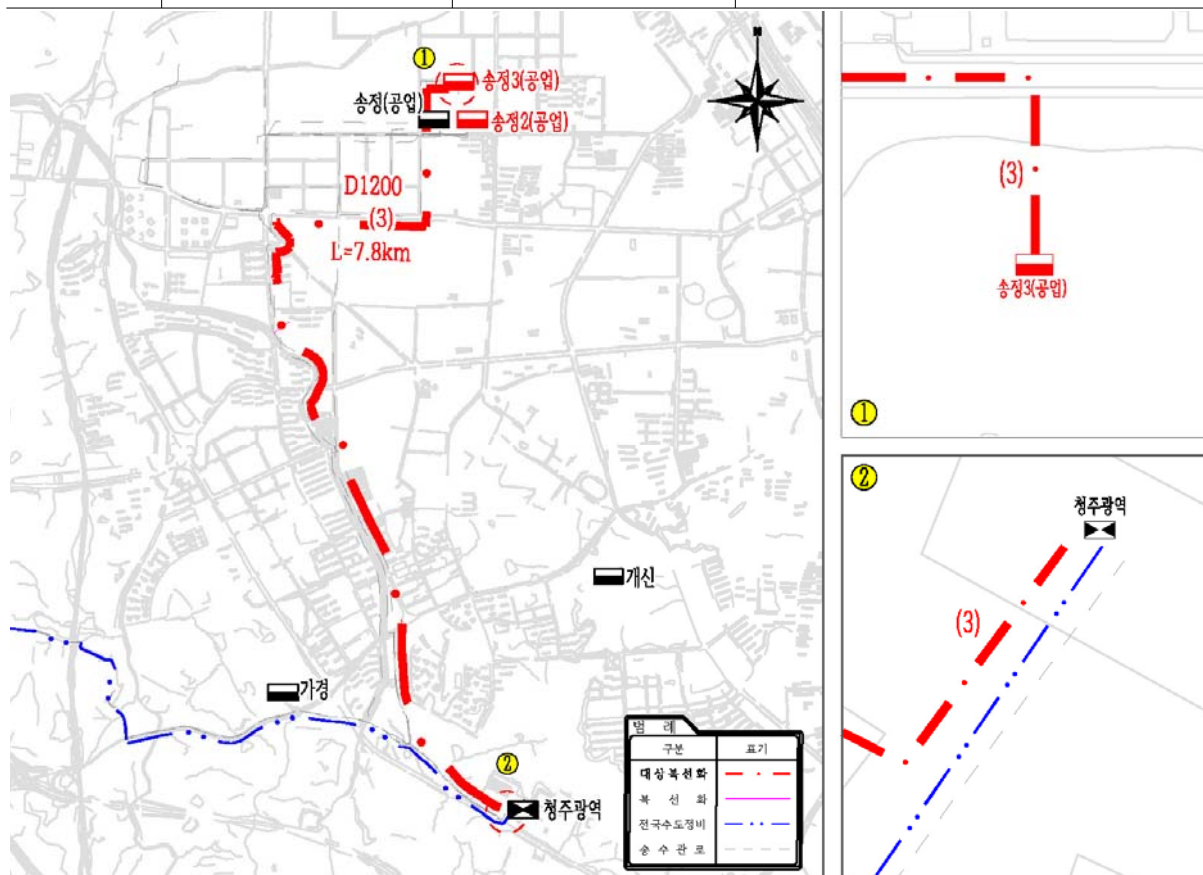 N
①
송정3(공업)
송정(공업)
송정2(공업)
D1200
(3)
L=7.8km
개신
가경
②
청주광역
범 례
구분 표기
대상복선화
복 선 화
전국수도정비
송 수 관 로
(3)
송정3(공업)
①
②
청주광역
(3)